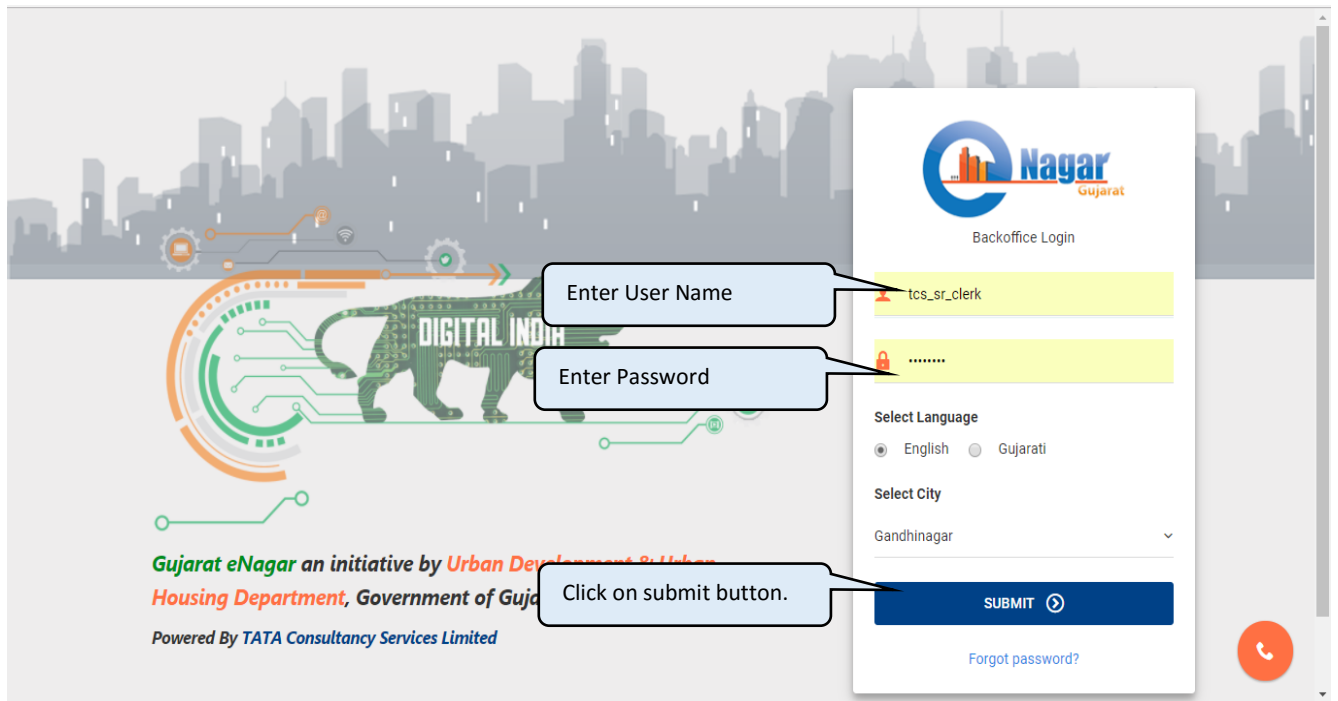 Nagar
Gujarat
Backoffice Login
Enter User Name
tcs_sr_clerk
DIGITAL INDIA
Enter Password
••••••••
Select Language
English Gujarati
Select City
Gandhinagar
Gujarat eNagar an initiative by Urban Development & Urban
Housing Department, Government of Guja
Click on submit button.
SUBMIT
Powered By TATA Consultancy Services Limited
Forgot password?